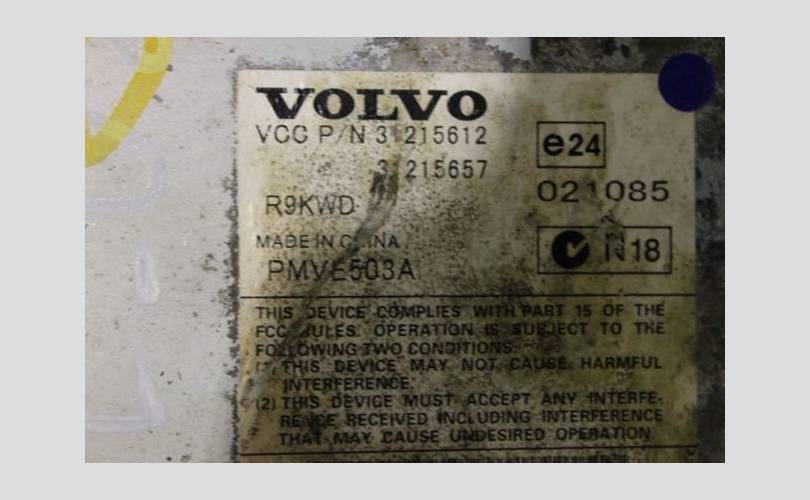 VOLVO
VCC P/N 31215612
31215657
e24
021085
R9KWD
MADE IN CHINA
PMVE503A
N18
THIS DEVICE COMPLIES WITH PART 15 OF THE
FCC RULES. OPERATION IS SUBJECT TO THE
FOLLOWING TWO CONDITIONS:
(1) THIS DEVICE MAY NOT CAUSE HARMFUL
INTERFERENCE.
(2) THIS DEVICE MUST ACCEPT ANY INTERFE-
RENCE RECEIVED INCLUDING INTERFERENCE
THAT MAY CAUSE UNDESIRED OPERATION.